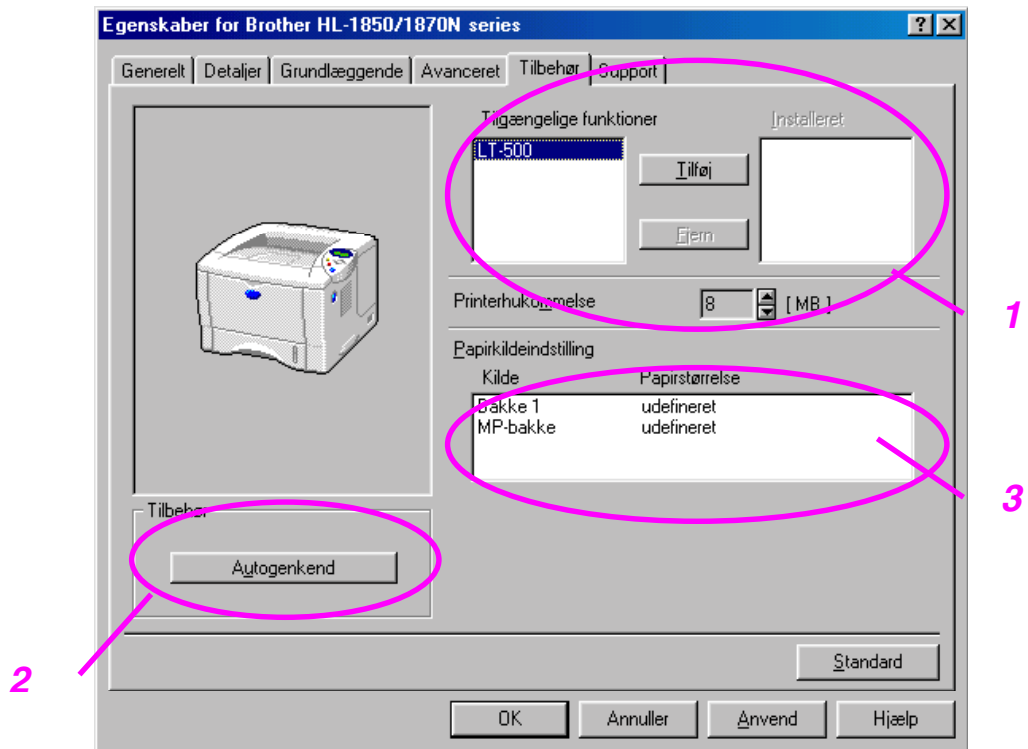 Egenskaber for Brother HL-1850/1870N series
Generelt Detaljer Grundlæggende Avanceret Tilbehør Support
Tilgængelige funktioner Installeret
LT-500
Tilføj
Fjern
Printerhukommelse 8 [ MB ]
1
Papirkildeindstilling
Kilde Papirstørrelse
Bakke 1 udefineret
MP-bakke udefineret
3
Tilbehør
Autogenkend
2
Standard
OK Annuller Anvend Hjælp